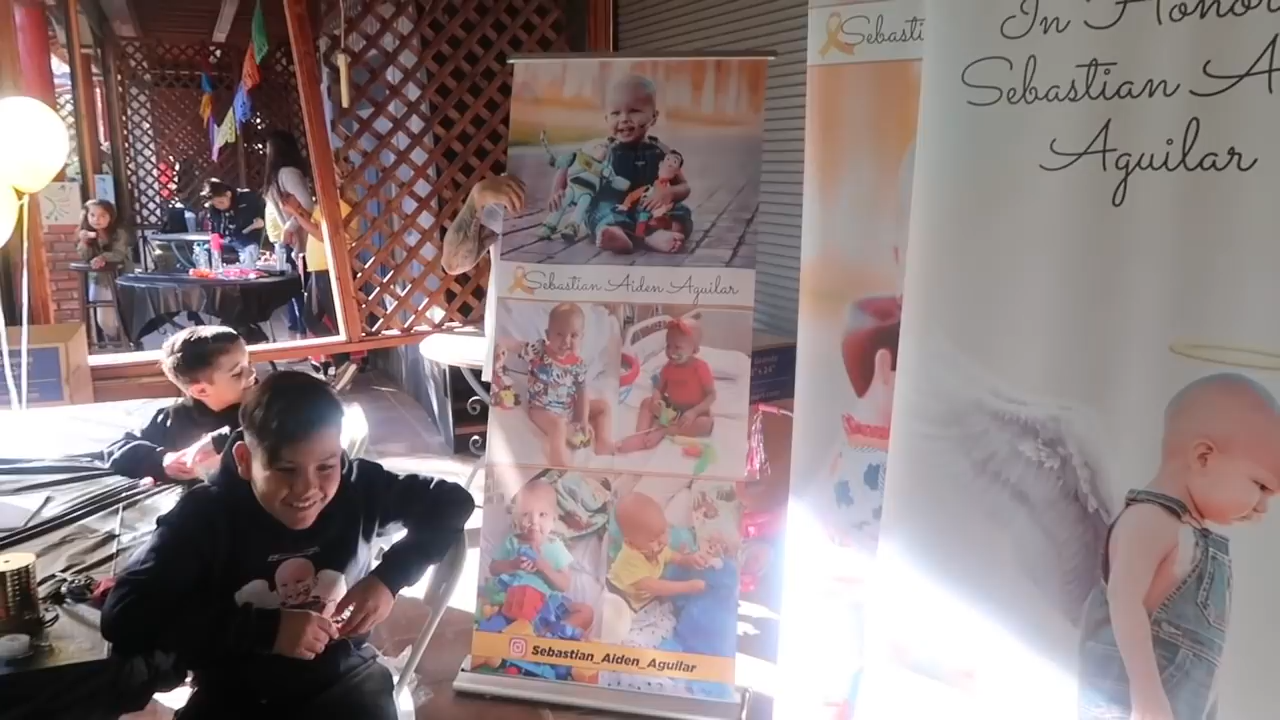 Sebasti
In Honor
Sebastian A
Aguilar
Sebastian Aiden Aguilar
Sebastian_Aiden_Aguilar